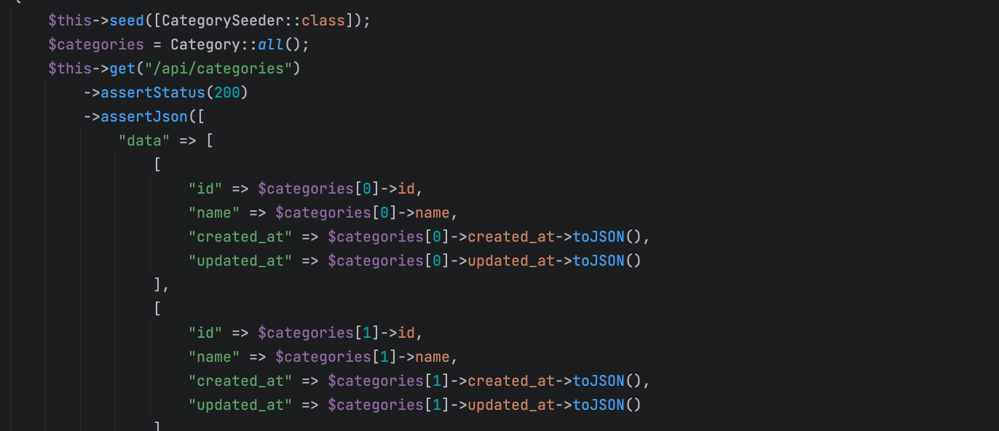 {
$this->seed([CategorySeeder::class]);
$categories = Category::all();
$this->get("/api/categories")
->assertStatus(200)
->assertJson([
"data" => [
[
"id" => $categories[0]->id,
"name" => $categories[0]->name,
"created_at" => $categories[0]->created_at->toJSON(),
"updated_at" => $categories[0]->updated_at->toJSON()
],
[
"id" => $categories[1]->id,
"name" => $categories[1]->name,
"created_at" => $categories[1]->created_at->toJSON(),
"updated_at" => $categories[1]->updated_at->toJSON()
]